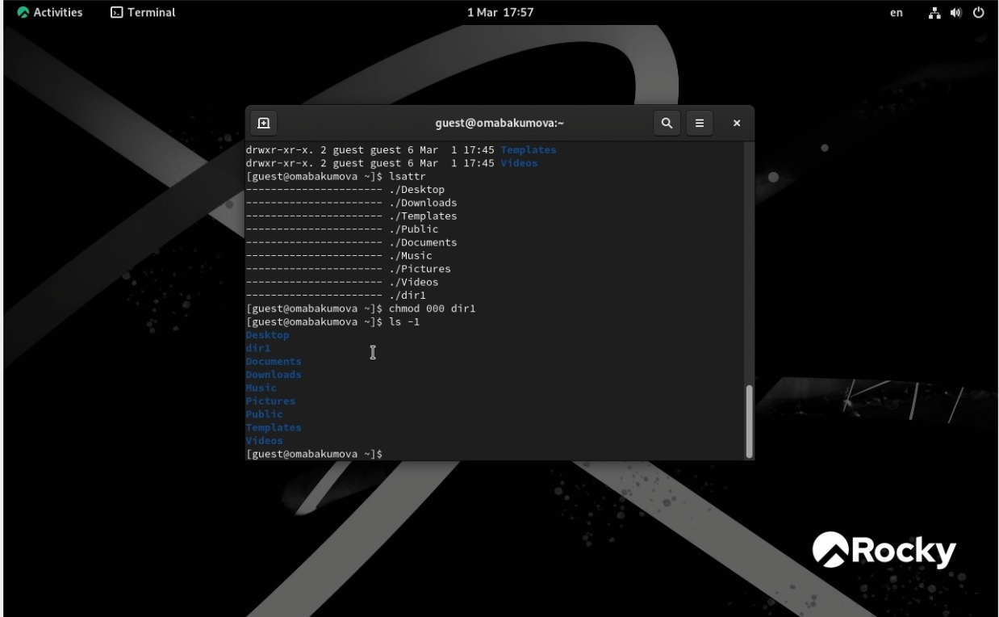 Activities Terminal 1 Mar 17:57 en
guest@omabakumova:~
drwxr-xr-x. 2 guest guest 6 Mar  1 17:45 Templates
drwxr-xr-x. 2 guest guest 6 Mar  1 17:45 Videos
[guest@omabakumova ~]$ lsattr
---------------------- ./Desktop
---------------------- ./Downloads
---------------------- ./Templates
---------------------- ./Public
---------------------- ./Documents
---------------------- ./Music
---------------------- ./Pictures
---------------------- ./Videos
---------------------- ./dir1
[guest@omabakumova ~]$ chmod 000 dir1
[guest@omabakumova ~]$ ls -1
Desktop
dir1
Documents
Downloads
Music
Pictures
Public
Templates
Videos
[guest@omabakumova ~]$
Rocky